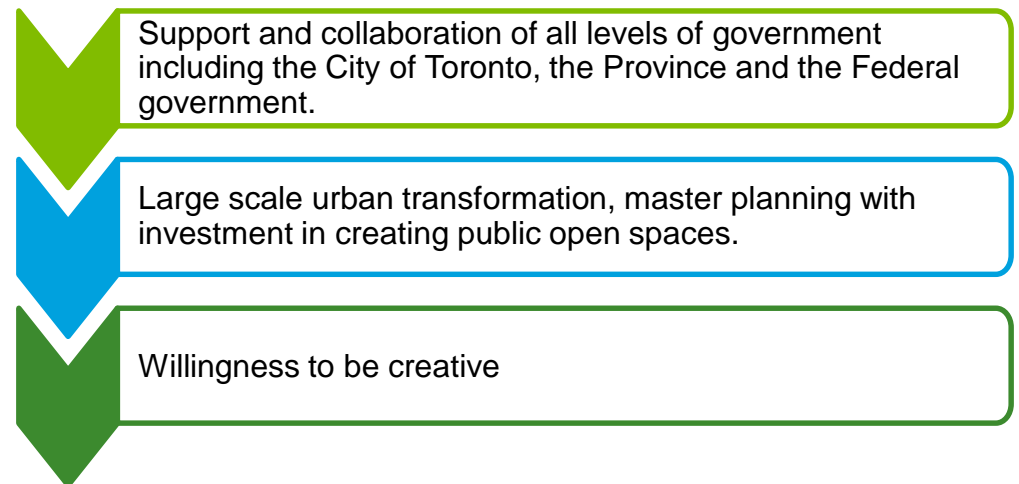 Support and collaboration of all levels of government
including the City of Toronto, the Province and the Federal
government.
Large scale urban transformation, master planning with
investment in creating public open spaces.
Willingness to be creative